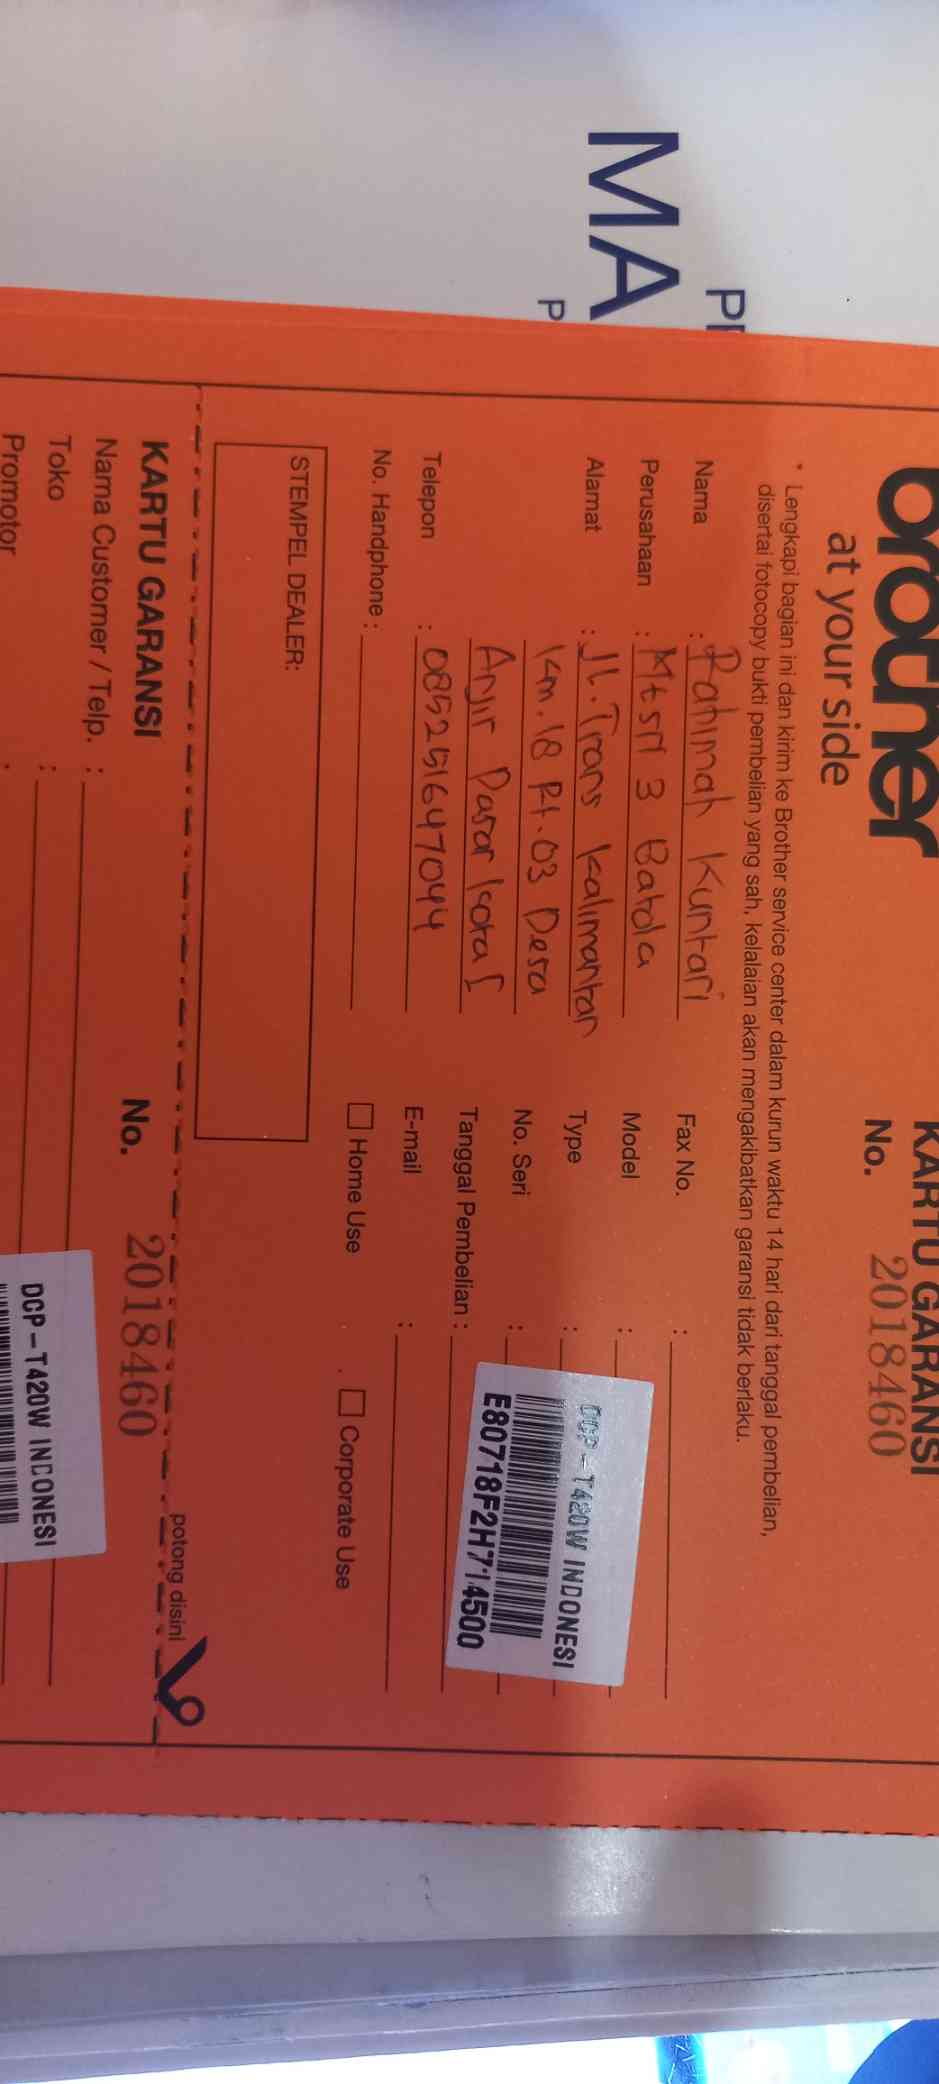 MA
PE
P
brother
at your side
KARTU GARANSI
No. 2018460
* Lengkapi bagian ini dan kirim ke Brother service center dalam kurun waktu 14 hari dari tanggal pembelian,
disertai fotocopy bukti pembelian yang sah, kelalaian akan mengakibatkan garansi tidak berlaku.
Nama : Rahmah Kuntari
Perusahaan : Mtsn 3 Batola
Alamat : Jl. Trans Kalimantan
Km. 18 Rt. 03 Desa
Anjir Pasar Kota I
Telepon : 085251647044
No. Handphone :
Fax No. :
Model :
Type :
No. Seri :
Tanggal Pembelian :
E-mail :
DCP-T420W INDONESI
E80718F2H714500
Home Use
Corporate Use
STEMPEL DEALER:
potong disini
KARTU GARANSI
No. 2018460
Nama Customer / Telp. :
Toko :
Promotor :
DCP-T420W INDONESI